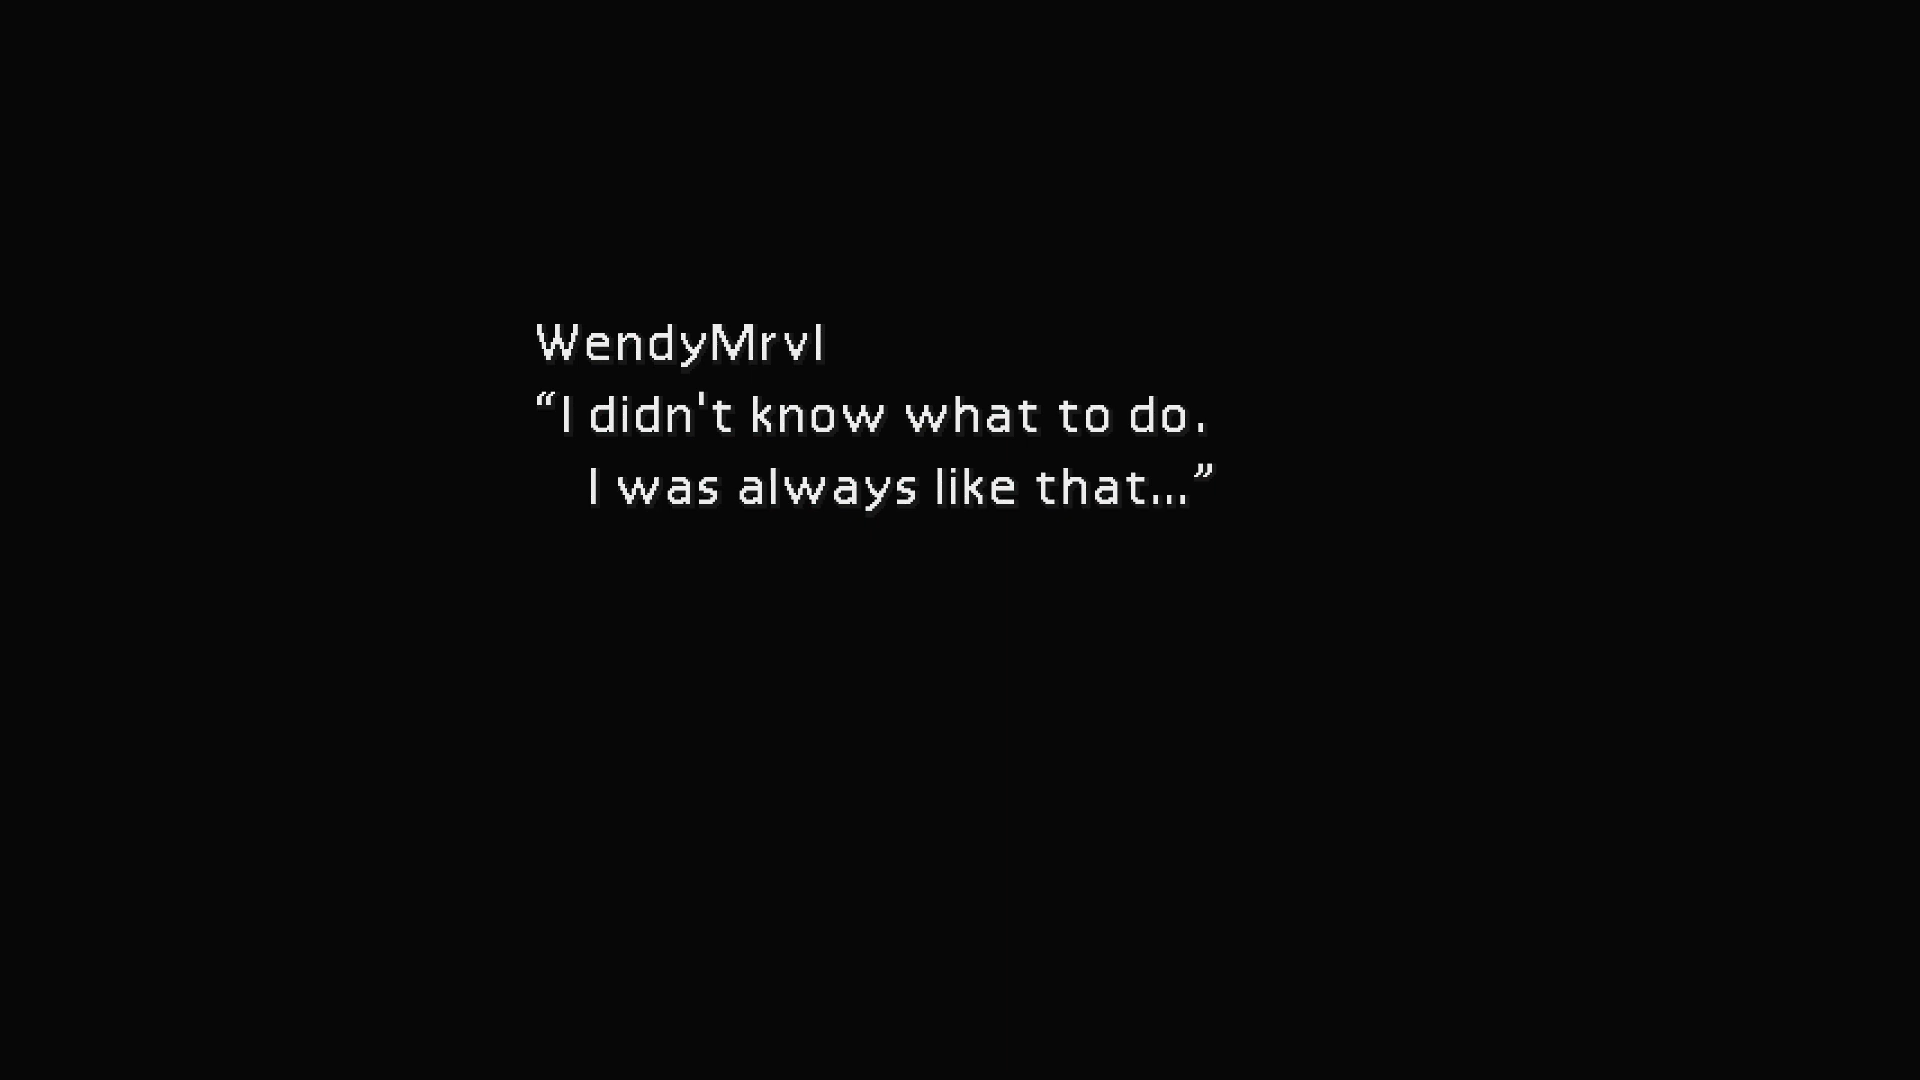 WendyMrvl
“I didn't know what to do.
I was always like that...”